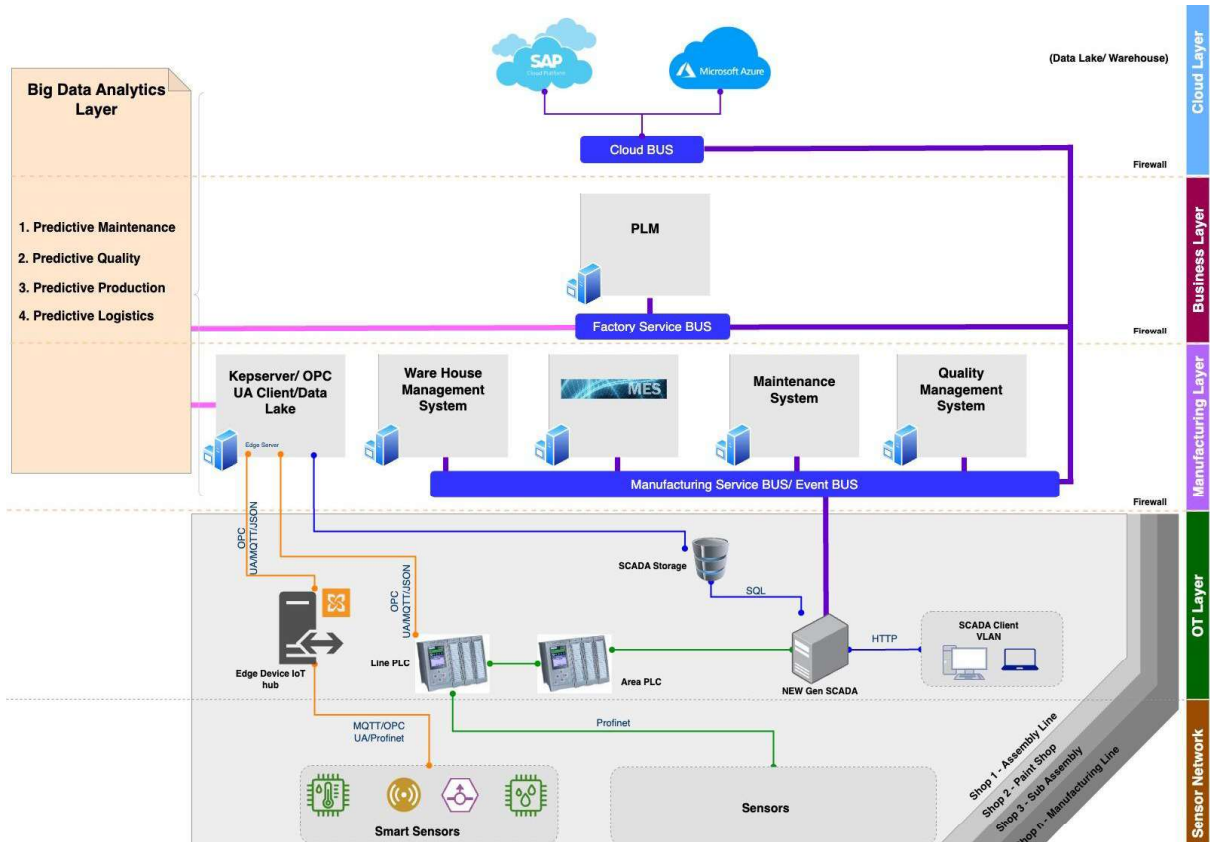 SAP
Cloud Platform
Microsoft Azure
(Data Lake/ Warehouse)
Cloud Layer
Big Data Analytics
Layer
Cloud BUS
Firewall
1. Predictive Maintenance
2. Predictive Quality
3. Predictive Production
4. Predictive Logistics
PLM
Business Layer
Factory Service BUS
Firewall
Kepserver/ OPC
UA Client/Data
Lake
Edge Server
Ware House
Management
System
MES
Maintenance
System
Quality
Management
System
Manufacturing Layer
Manufacturing Service BUS/ Event BUS
Firewall
OPC
UA/MQTT/JSON
OPC
UA/MQTT/JSON
SCADA Storage
SQL
OT Layer
SCADA Client
VLAN
HTTP
Line PLC
Area PLC
Edge Device IoT
hub
NEW Gen SCADA
MQTT/OPC
UA/Profinet
Profinet
Smart Sensors
Sensors
Shop 1 - Assembly Line
Shop 2 - Paint Shop
Shop 3 - Sub Assembly
Shop n - Manufacturing Line
Sensor Network